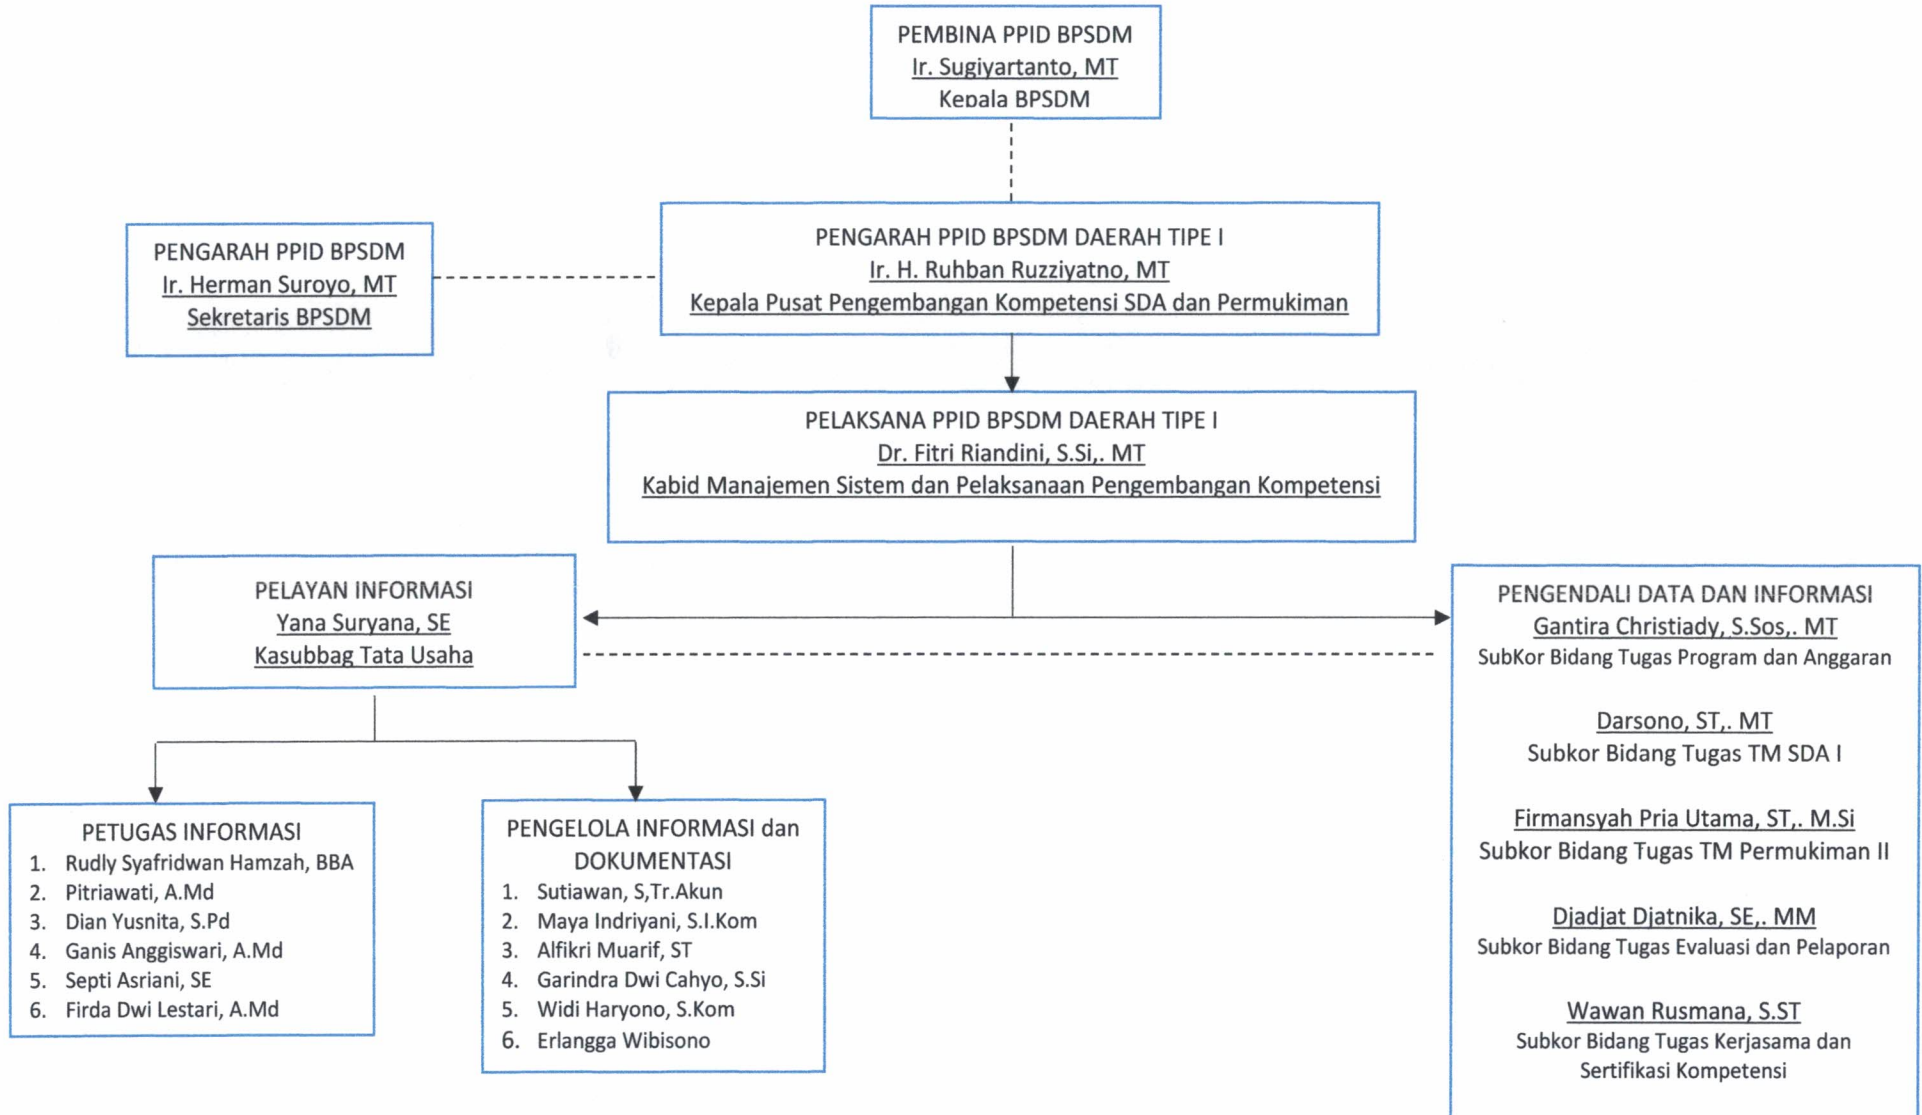 PEMBINA PPID BPSDM
Ir. Sugiyartanto, MT
Kepala BPSDM
PENGARAH PPID BPSDM
Ir. Herman Suroyo, MT
Sekretaris BPSDM
PENGARAH PPID BPSDM DAERAH TIPE I
Ir. H. Ruhban Ruzziyatno, MT
Kepala Pusat Pengembangan Kompetensi SDA dan Permukiman
PELAKSANA PPID BPSDM DAERAH TIPE I
Dr. Fitri Riandini, S.Si,. MT
Kabid Manajemen Sistem dan Pelaksanaan Pengembangan Kompetensi
PELAYAN INFORMASI
Yana Suryana, SE
Kasubbag Tata Usaha
PENGENDALI DATA DAN INFORMASI
Gantira Christiady, S.Sos,. MT
SubKor Bidang Tugas Program dan Anggaran
Darsono, ST,. MT
Subkor Bidang Tugas TM SDA I
Firmansyah Pria Utama, ST,. M.Si
Subkor Bidang Tugas TM Permukiman II
Djadjat Djatnika, SE,. MM
Subkor Bidang Tugas Evaluasi dan Pelaporan
Wawan Rusmana, S.ST
Subkor Bidang Tugas Kerjasama dan
Sertifikasi Kompetensi
PETUGAS INFORMASI
1. Rudly Syafridwan Hamzah, BBA
2. Pitriawati, A.Md
3. Dian Yusnita, S.Pd
4. Ganis Anggiswari, A.Md
5. Septi Asriani, SE
6. Firda Dwi Lestari, A.Md
PENGELOLA INFORMASI dan
DOKUMENTASI
1. Sutiawan, S,Tr.Akun
2. Maya Indriyani, S.I.Kom
3. Alfikri Muarif, ST
4. Garindra Dwi Cahyo, S.Si
5. Widi Haryono, S.Kom
6. Erlangga Wibisono